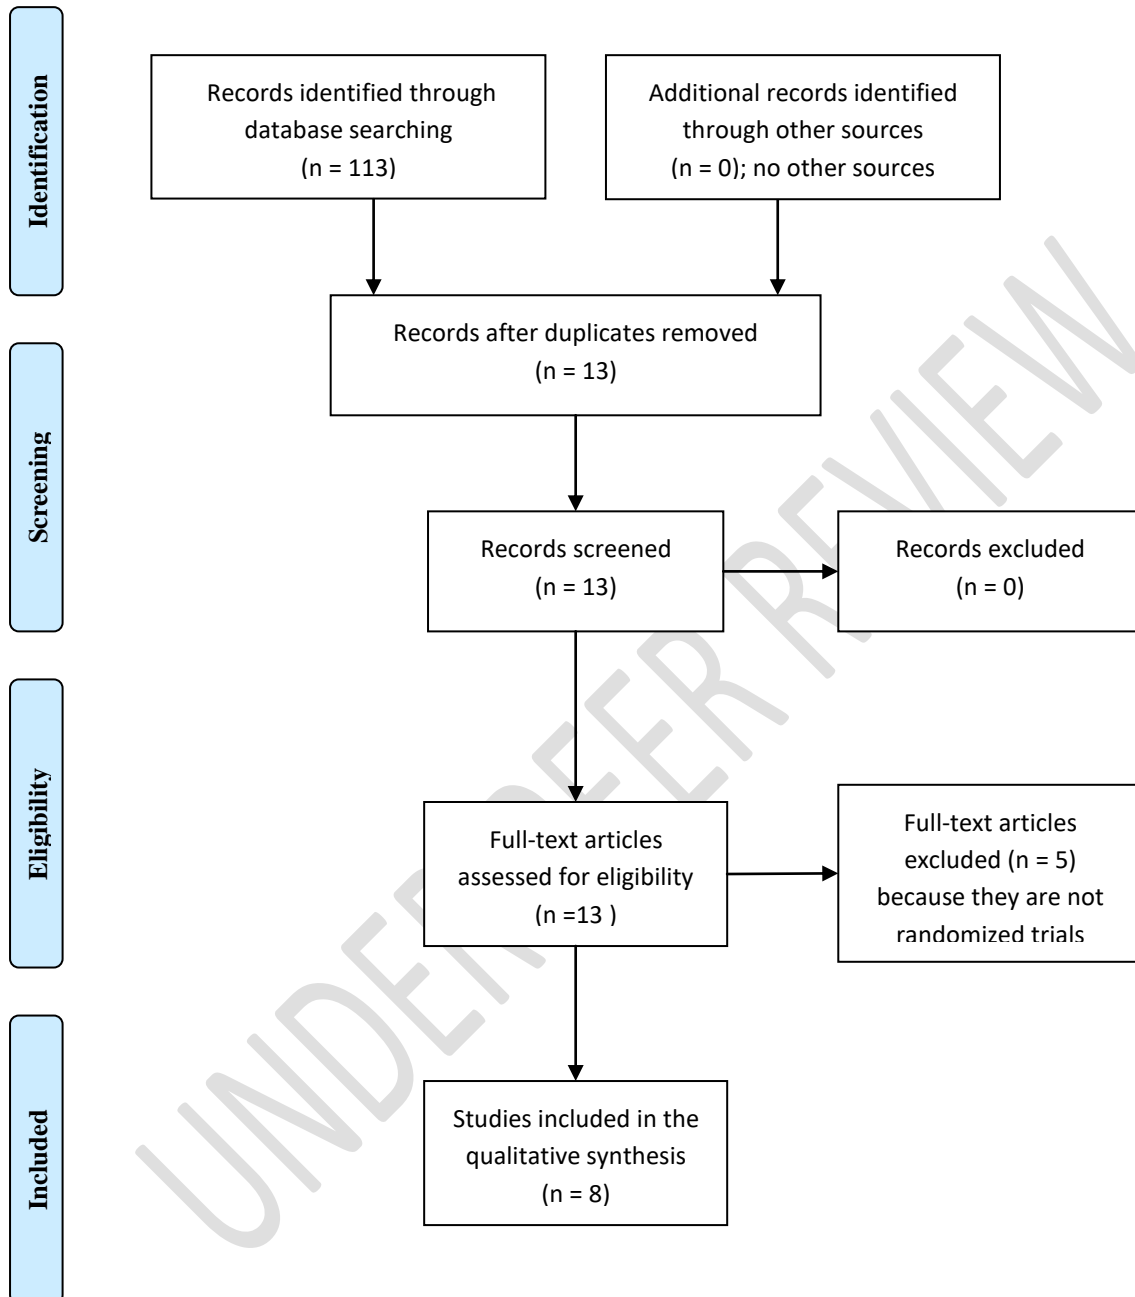 Identification
Records identified through
database searching
(n = 113)
Additional records identified
through other sources
(n = 0); no other sources
Records after duplicates removed
(n = 13)
Screening
Records screened
(n = 13)
Records excluded
(n = 0)
Eligibility
Full-text articles
assessed for eligibility
(n =13 )
Full-text articles
excluded (n = 5)
because they are not
randomized trials
Included
Studies included in the
qualitative synthesis
(n = 8)
UNDER PEER REVIEW